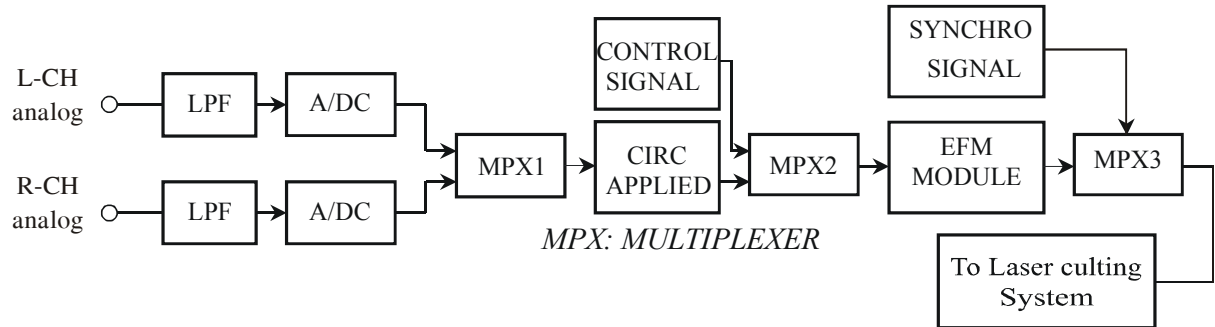 L-CH
analog
LPF
A/DC
R-CH
analog
LPF
A/DC
MPX1
CONTROL
SIGNAL
CIRC
APPLIED
MPX2
EFM
MODULE
SYNCHRO
SIGNAL
MPX3
MPX: MULTIPLEXER
To Laser culting
System